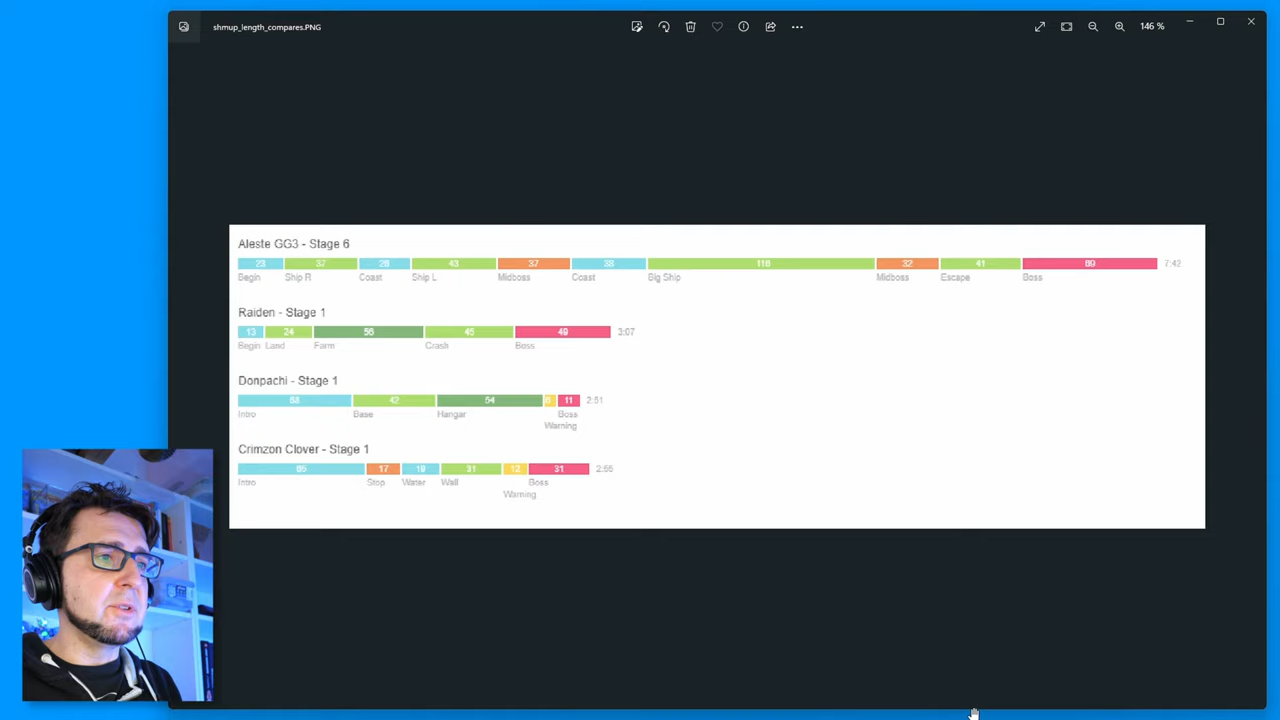 shmup_length_compares.PNG
146 %
Aleste GG3 - Stage 6
23 37 26 43 37 38 116 32 41 69 7:42
Begin Ship R Coast Ship L Midboss Coast Big Ship Midboss Escape Boss
Raiden - Stage 1
13 24 56 45 49 3:07
Begin Land Farm Crash Boss
Donpachi - Stage 1
58 42 54 6 11 2:51
Intro Base Hangar Boss
Warning
Crimzon Clover - Stage 1
65 17 19 31 12 31 2:55
Intro Stop Water Wall Boss
Warning